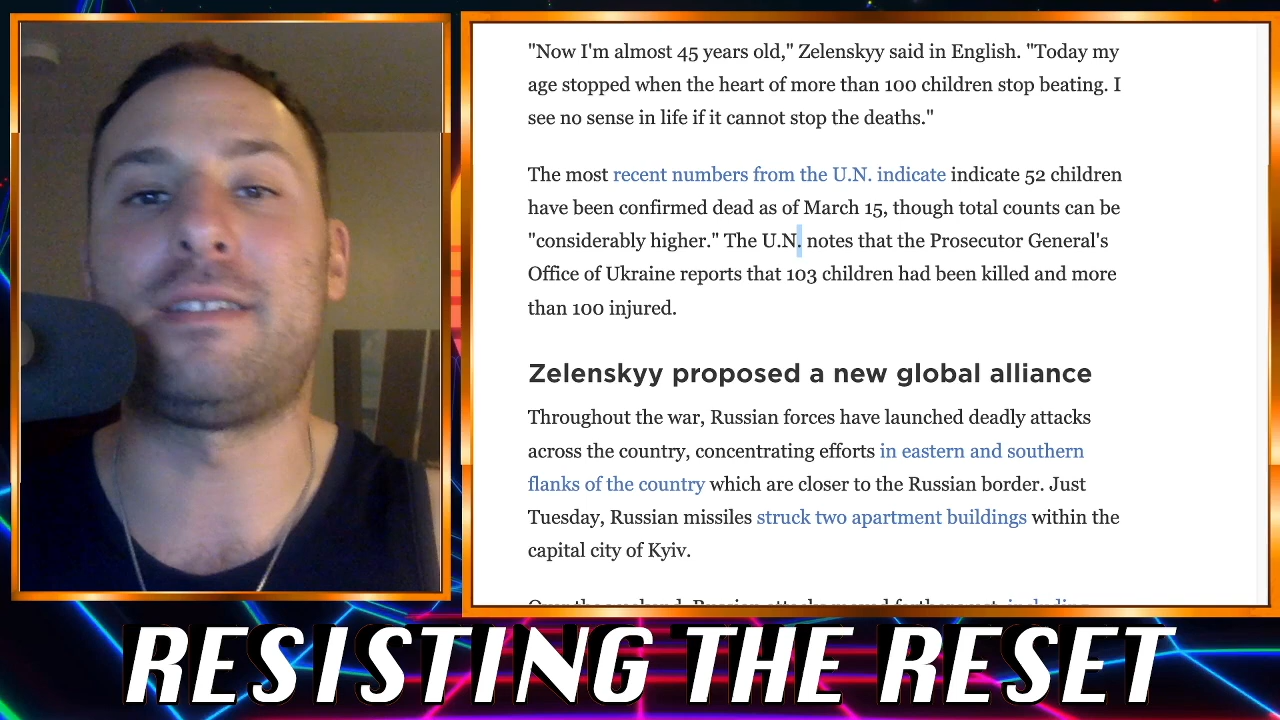 "Now I'm almost 45 years old," Zelenskyy said in English. "Today my
age stopped when the heart of more than 100 children stop beating. I
see no sense in life if it cannot stop the deaths."
The most recent numbers from the U.N. indicate indicate 52 children
have been confirmed dead as of March 15, though total counts can be
"considerably higher." The U.N. notes that the Prosecutor General's
Office of Ukraine reports that 103 children had been killed and more
than 100 injured.
Zelenskyy proposed a new global alliance
Throughout the war, Russian forces have launched deadly attacks
across the country, concentrating efforts in eastern and southern
flanks of the country which are closer to the Russian border. Just
Tuesday, Russian missiles struck two apartment buildings within the
capital city of Kyiv.
RESISTING THE RESET